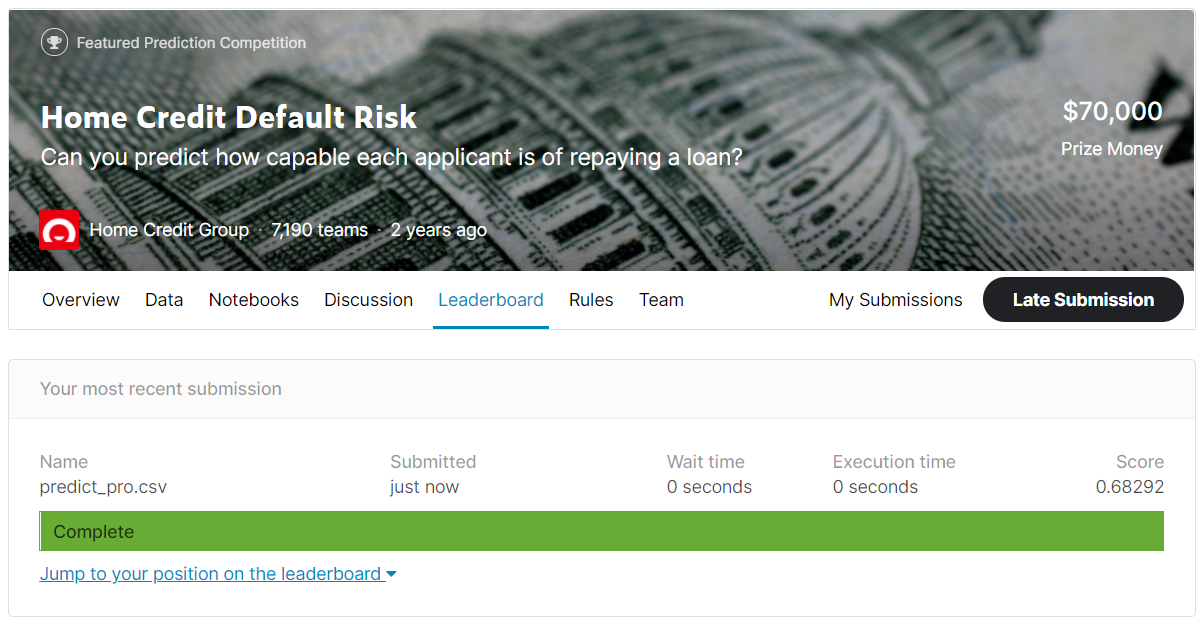 Featured Prediction Competition
Home Credit Default Risk
$70,000
Can you predict how capable each applicant is of repaying a loan?
Prize Money
Home Credit Group · 7,190 teams · 2 years ago
Overview Data Notebooks Discussion Leaderboard Rules Team My Submissions Late Submission
Your most recent submission
Name Submitted Wait time Execution time Score
predict_pro.csv just now 0 seconds 0 seconds 0.68292
Complete
Jump to your position on the leaderboard